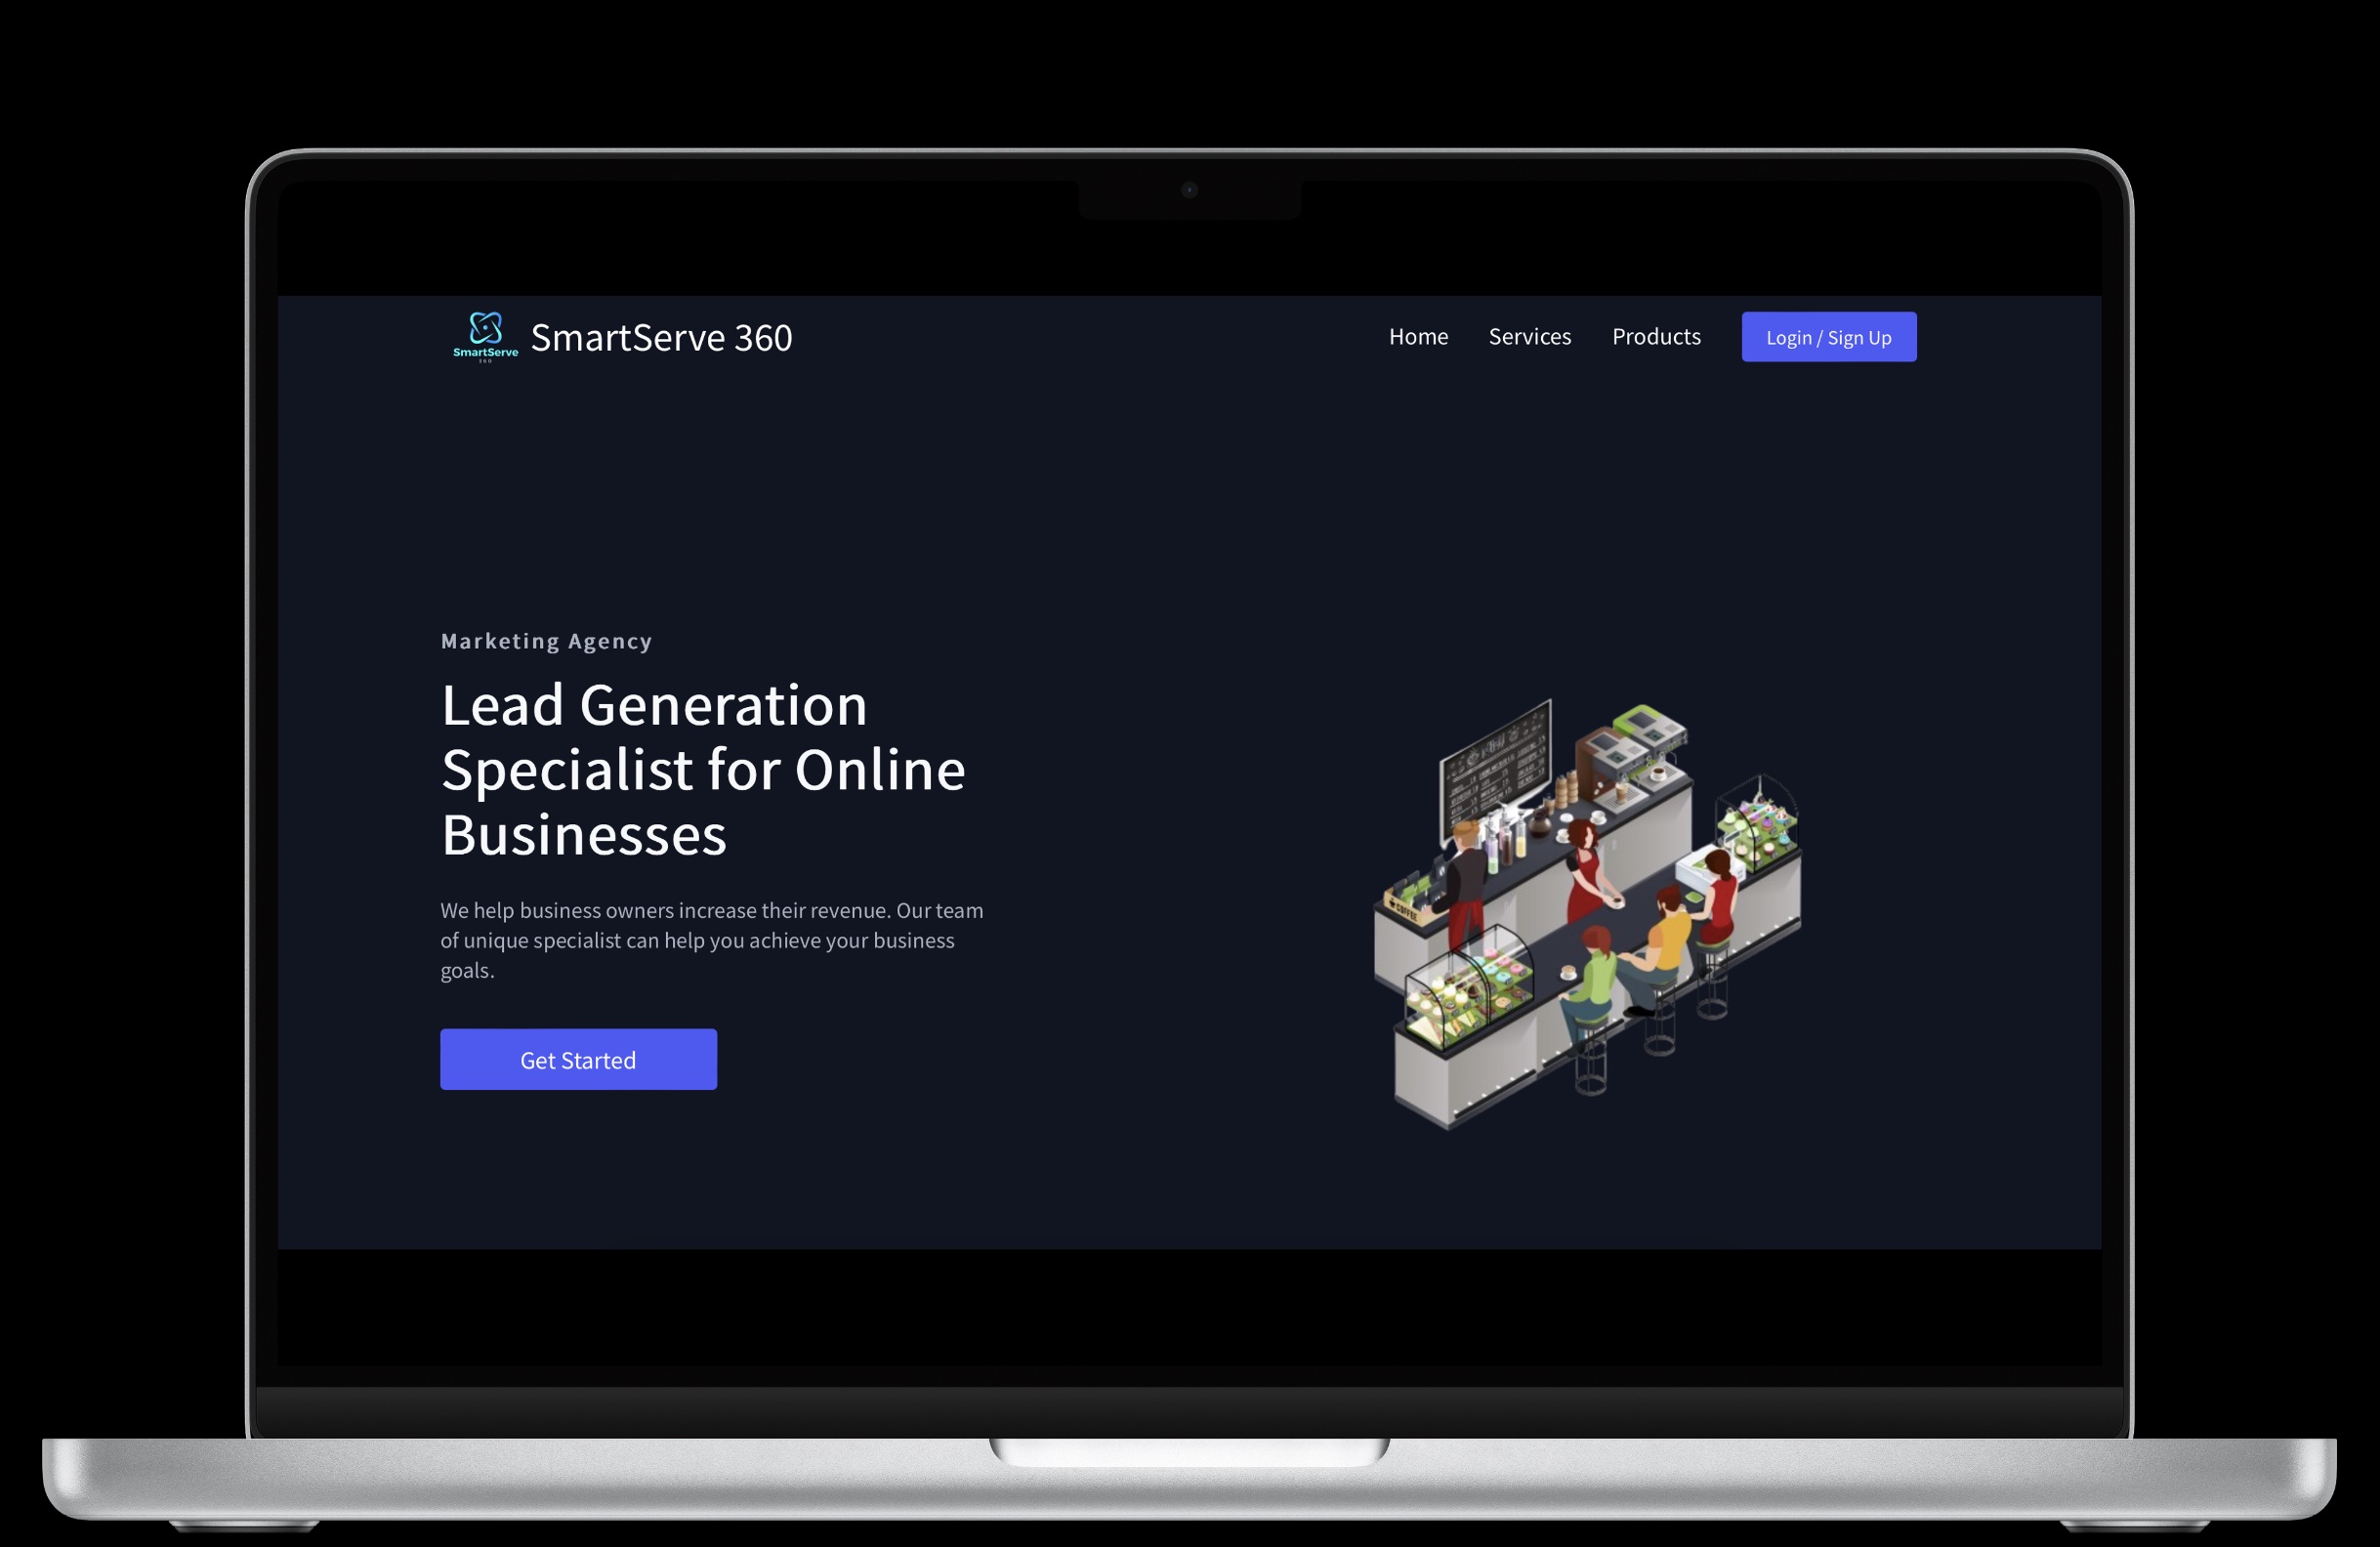 SmartServe
360
SmartServe 360
Home
Services
Products
Login / Sign Up
Marketing Agency
Lead Generation
Specialist for Online
Businesses
We help business owners increase their revenue. Our team
of unique specialist can help you achieve your business
goals.
Get Started
COFFEE